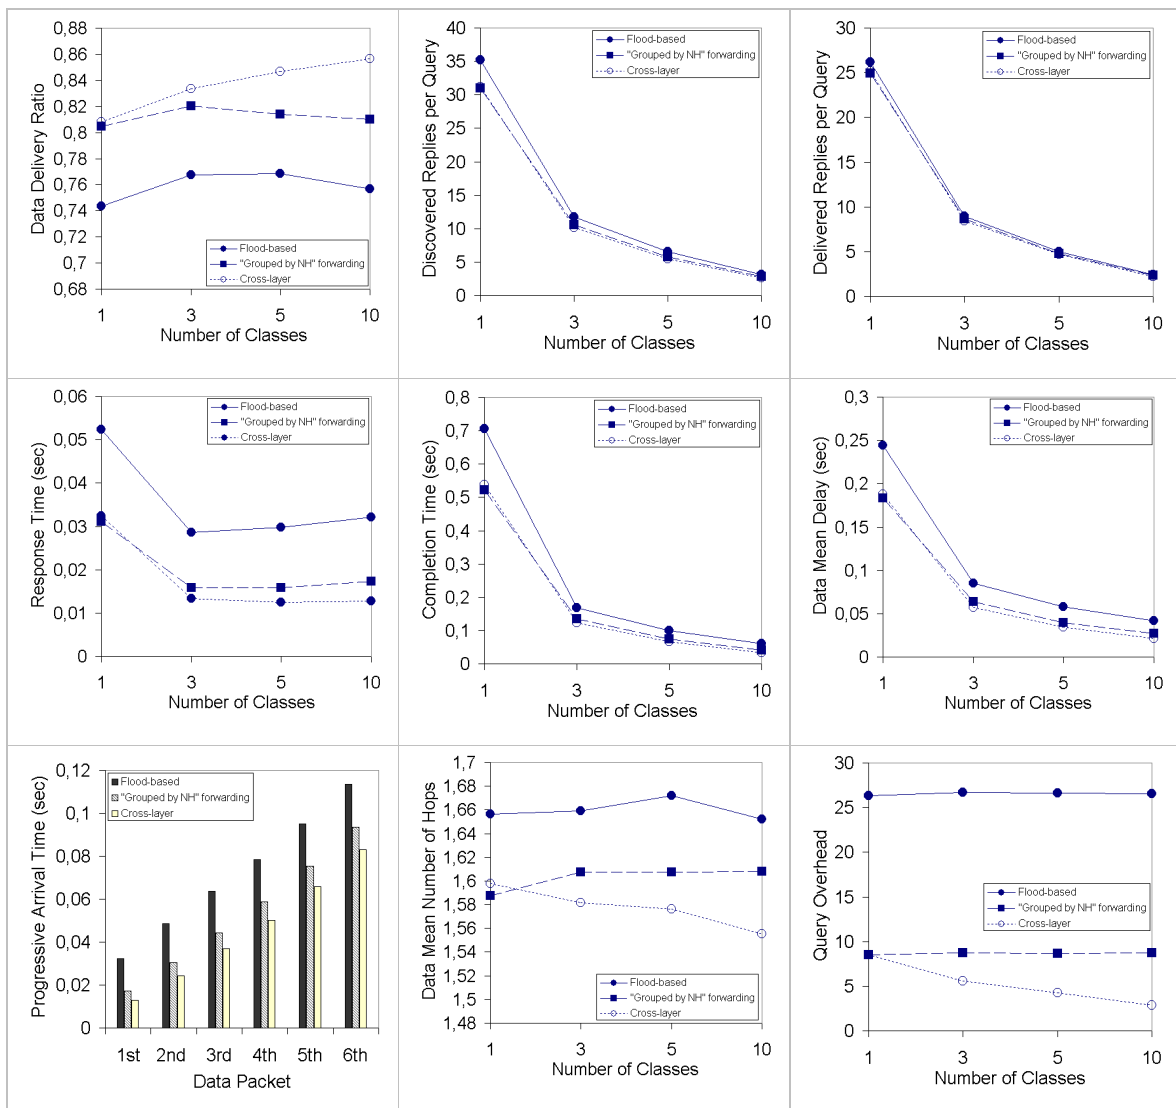 Data Delivery Ratio
0,88
0,86
0,84
0,82
0,8
0,78
0,76
0,74
0,72
0,7
0,68
Flood-based
"Grouped by NH" forwarding
Cross-layer
1 3 5 10
Number of Classes
Discovered Replies per Query
40
35
30
25
20
15
10
5
0
Flood-based
"Grouped by NH" forwarding
Cross-layer
1 3 5 10
Number of Classes
Delivered Replies per Query
30
25
20
15
10
5
0
Flood-based
"Grouped by NH" forwarding
Cross-layer
1 3 5 10
Number of Classes
Response Time (sec)
0,06
0,05
0,04
0,03
0,02
0,01
0
Flood-based
"Grouped by NH" forwarding
Cross-layer
1 3 5 10
Number of Classes
Completion Time (sec)
0,8
0,7
0,6
0,5
0,4
0,3
0,2
0,1
0
Flood-based
"Grouped by NH" forwarding
Cross-layer
1 3 5 10
Number of Classes
Data Mean Delay (sec)
0,3
0,25
0,2
0,15
0,1
0,05
0
Flood-based
"Grouped by NH" forwarding
Cross-layer
1 3 5 10
Number of Classes
Progressive Arrival Time (sec)
0,12
0,1
0,08
0,06
0,04
0,02
0
Flood-based
"Grouped by NH" forwarding
Cross-layer
1st 2nd 3rd 4th 5th 6th
Data Packet
Data Mean Number of Hops
1,7
1,68
1,66
1,64
1,62
1,6
1,58
1,56
1,54
1,52
1,5
1,48
Flood-based
"Grouped by NH" forwarding
Cross-layer
1 3 5 10
Number of Classes
Query Overhead
30
25
20
15
10
5
0
Flood-based
"Grouped by NH" forwarding
Cross-layer
1 3 5 10
Number of Classes